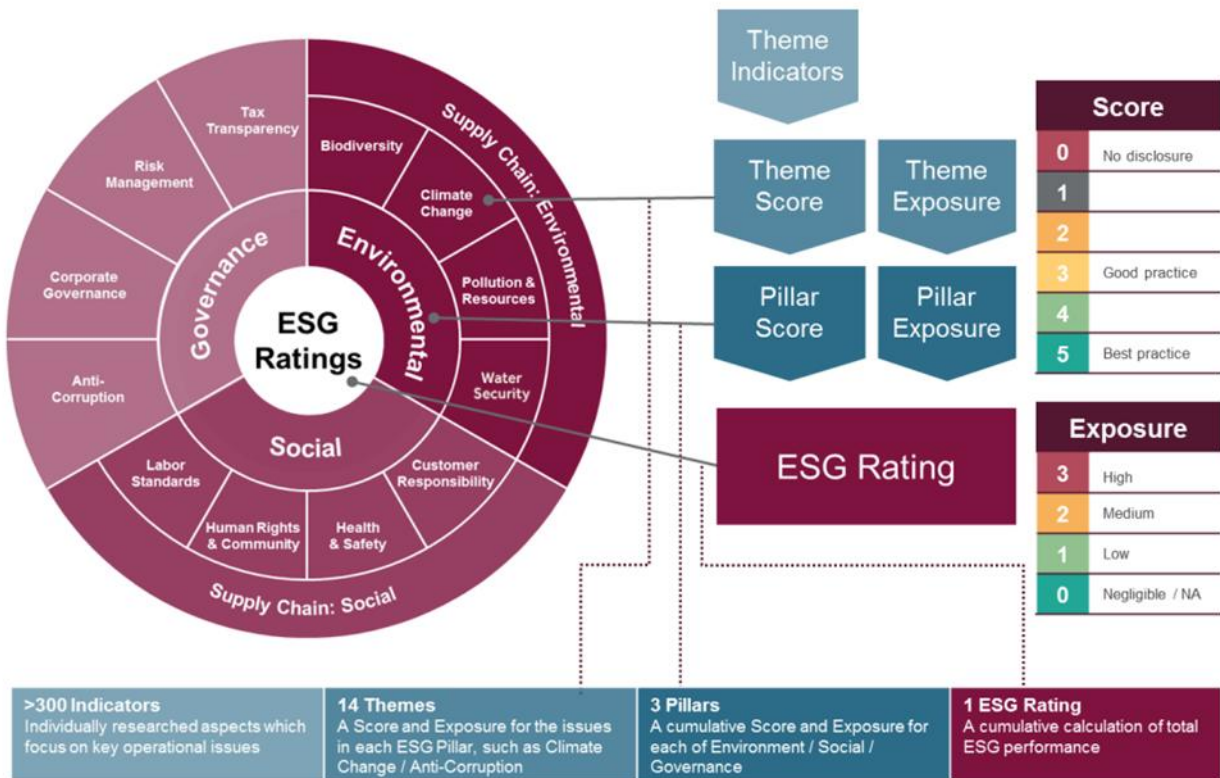 Tax
Transparency
Risk
Management
Corporate
Governance
Anti-
Corruption
Governance
Biodiversity
Climate
Change
Pollution &
Resources
Water
Security
Environmental
Supply Chain: Environmental
ESG
Ratings
Social
Labor
Standards
Human Rights
& Community
Health
& Safety
Customer
Responsibility
Supply Chain: Social
Theme
Indicators
Theme
Score
Theme
Exposure
Pillar
Score
Pillar
Exposure
ESG Rating
Score
0 No disclosure
1
2
3 Good practice
4
5 Best practice
Exposure
3 High
2 Medium
1 Low
0 Negligible / NA
>300 Indicators
Individually researched aspects which
focus on key operational issues
14 Themes
A Score and Exposure for the issues
in each ESG Pillar, such as Climate
Change / Anti-Corruption
3 Pillars
A cumulative Score and Exposure for
each of Environment / Social /
Governance
1 ESG Rating
A cumulative calculation of total
ESG performance